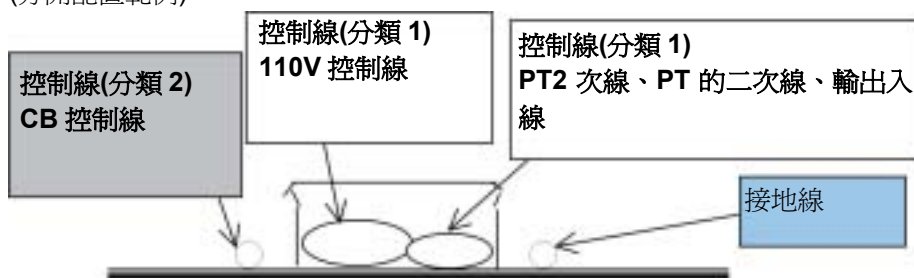 控制線(分類 2)
CB 控制線
控制線(分類 1)
110V 控制線
控制線(分類 1)
PT2 次線、PT 的二次線、輸出入
線
接地線